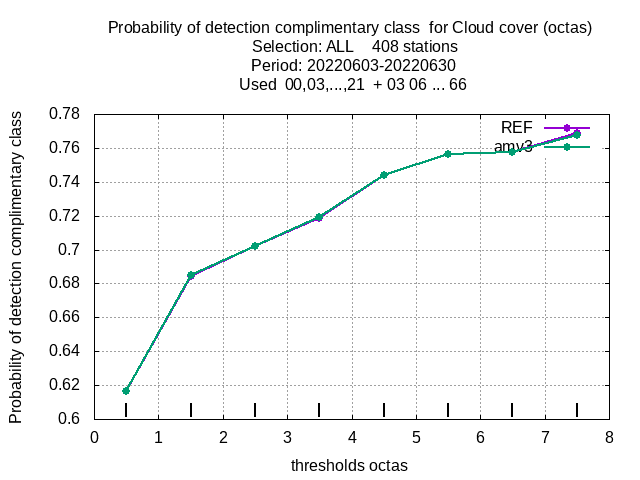 Probability of detection complimentary class  for Cloud cover (octas)
Selection: ALL    408 stations
Period: 20220603-20220630
Used  00,03,...,21  + 03 06 ... 66
Probability of detection complimentary class
0.78
0.76
0.74
0.72
0.7
0.68
0.66
0.64
0.62
0.6
REF
amv3
0 1 2 3 4 5 6 7 8
thresholds octas